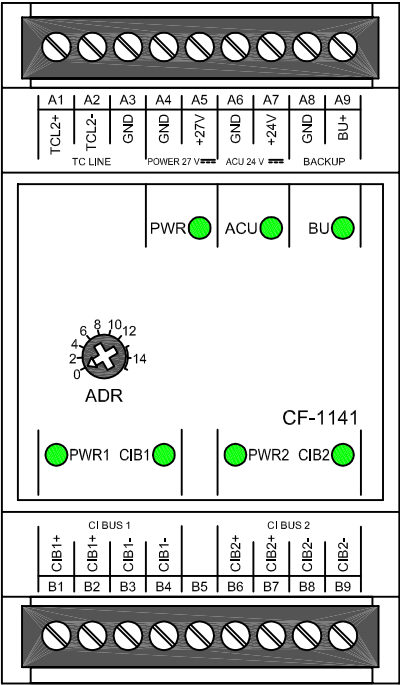 A1 A2 A3 A4 A5 A6 A7 A8 A9
TCL2+ TCL2- GND GND +27V GND +24V GND BU+
TC LINE POWER 27 V ACU 24 V BACKUP
PWR ACU BU
0 2 4 6 8 10 12 14
ADR
CF-1141
PWR1 CIB1 PWR2 CIB2
CI BUS 1 CI BUS 2
CIB1+ CIB1+ CIB1- CIB1- CIB2+ CIB2+ CIB2- CIB2-
B1 B2 B3 B4 B5 B6 B7 B8 B9